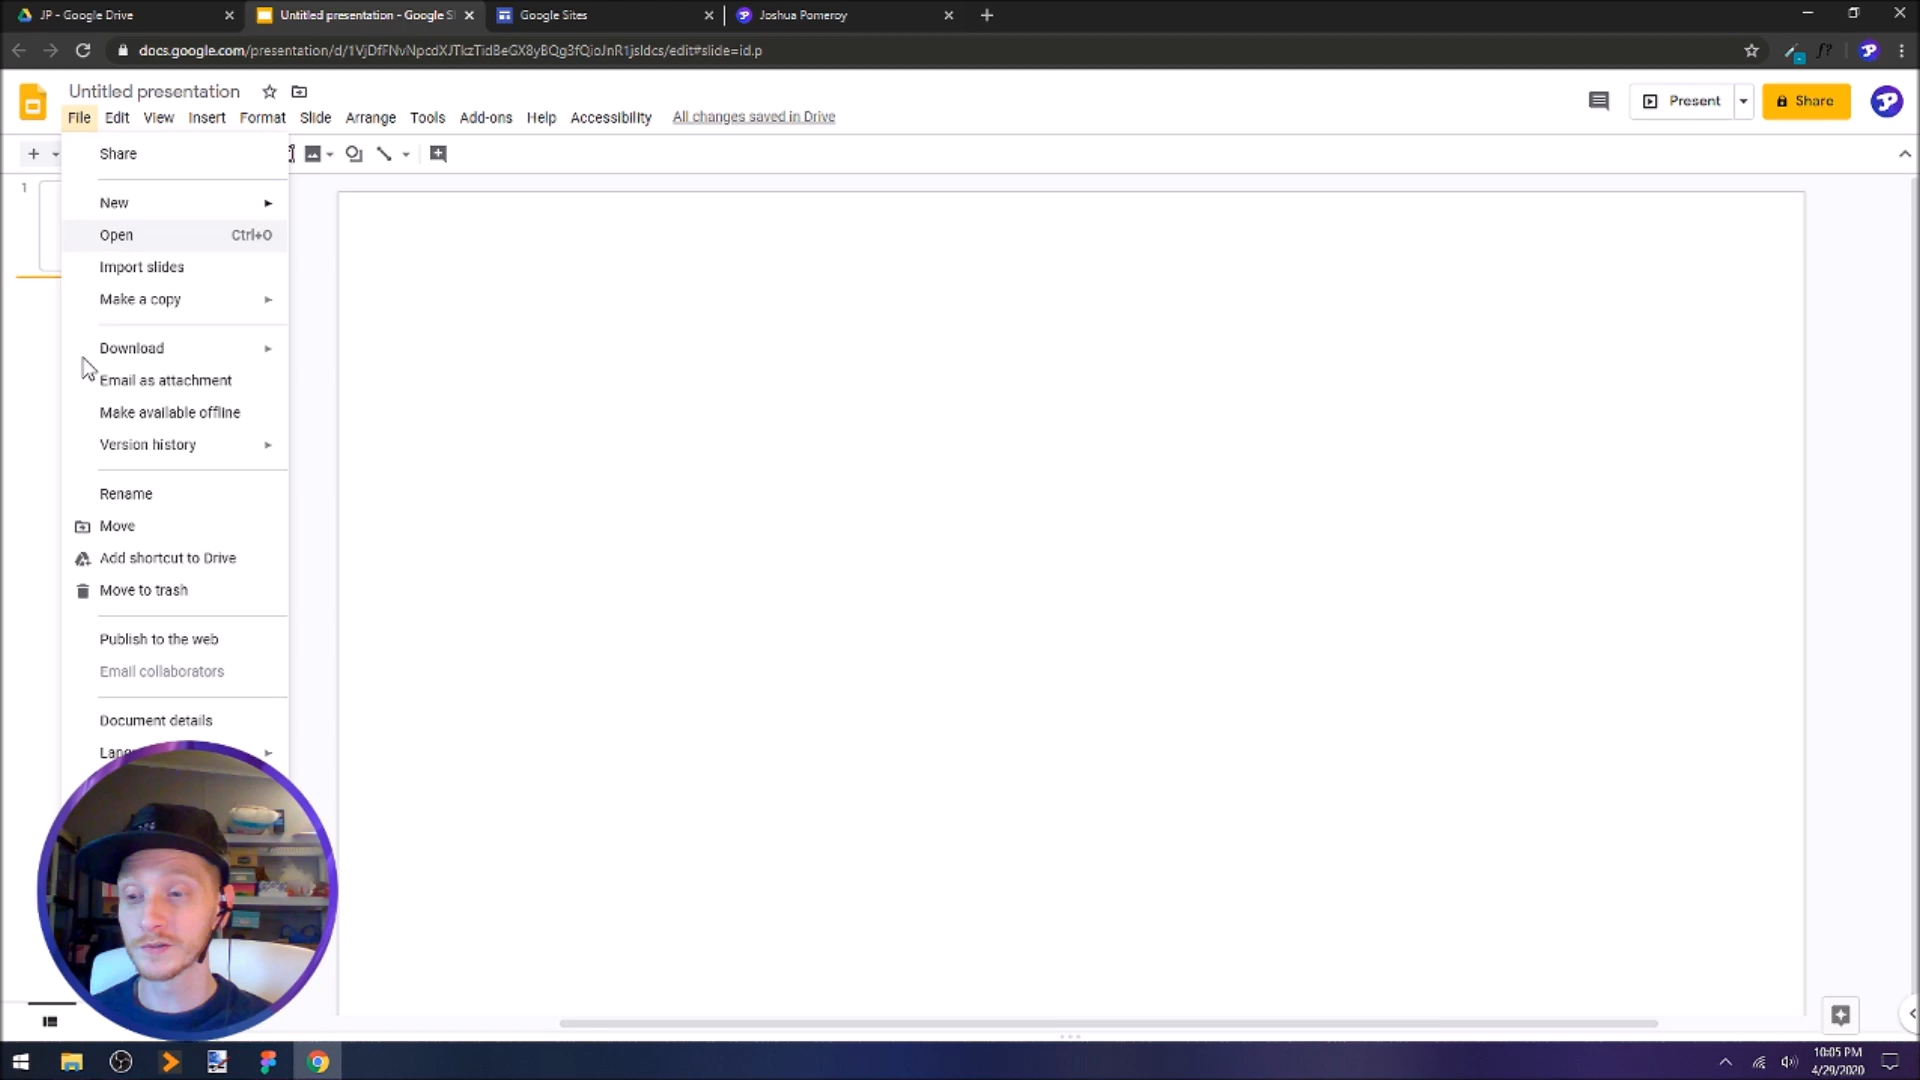 JP - Google Drive
Untitled presentation - Google Sl
Google Sites
Joshua Pomeroy
docs.google.com/presentation/d/1VjDfFNvNpcdXJTkzTidBeGX8yBQg3fQioJnR1jsIdcs/edit#slide=id.p
f?
Untitled presentation
File Edit View Insert Format Slide Arrange Tools Add-ons Help Accessibility All changes saved in Drive
Present
Share
Share
1
New
Open Ctrl+O
Import slides
Make a copy
Download
Email as attachment
Make available offline
Version history
Rename
Move
Add shortcut to Drive
Move to trash
Publish to the web
Email collaborators
Document details
10:05 PM
4/29/2020